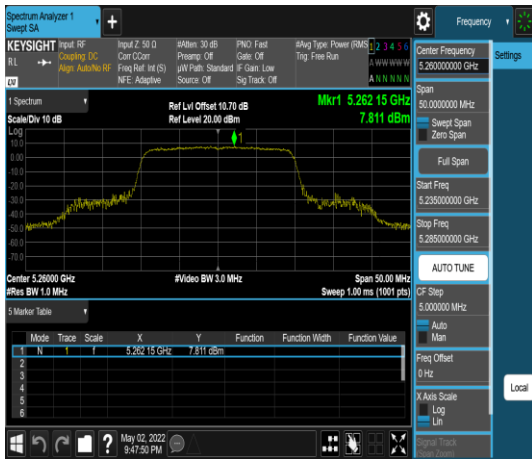 Spectrum Analyzer 1
Swept SA
Frequency
Settings
KEYSIGHT
RL
LXI
Input: RF
Coupling: DC
Align: Auto/No RF
Input Z: 50 Ω
Corr CCorr
Freq Ref: Int (S)
NFE: Adaptive
#Atten: 30 dB
Preamp: Off
µW Path: Standard
Source: Off
PNO: Fast
Gate: Off
IF Gain: Low
Sig Track: Off
#Avg Type: Power (RMS
Trig: Free Run
1 2 3 4 5 6
A W W W W W
A N N N N N
1 Spectrum
Scale/Div 10 dB
Ref Lvl Offset 10.70 dB
Ref Level 20.00 dBm
Mkr1 5.262 15 GHz
7.811 dBm
Log
10.0
0.00
-10.0
-20.0
-30.0
-40.0
-50.0
-60.0
-70.0
1
Center 5.26000 GHz
#Res BW 1.0 MHz
#Video BW 3.0 MHz
Span 50.00 MHz
Sweep 1.00 ms (1001 pts)
5 Marker Table
Mode Trace Scale X Y Function Function Width Function Value
1 N 1 f 5.262 15 GHz 7.811 dBm
2
3
4
5
6
May 02, 2022
9:47:50 PM
Center Frequency
5.260000000 GHz
Span
50.0000000 MHz
Swept Span
Zero Span
Full Span
Start Freq
5.235000000 GHz
Stop Freq
5.285000000 GHz
AUTO TUNE
CF Step
5.000000 MHz
Auto
Man
Freq Offset
0 Hz
X Axis Scale
Log
Lin
Signal Track
(Span Zoom)
Local